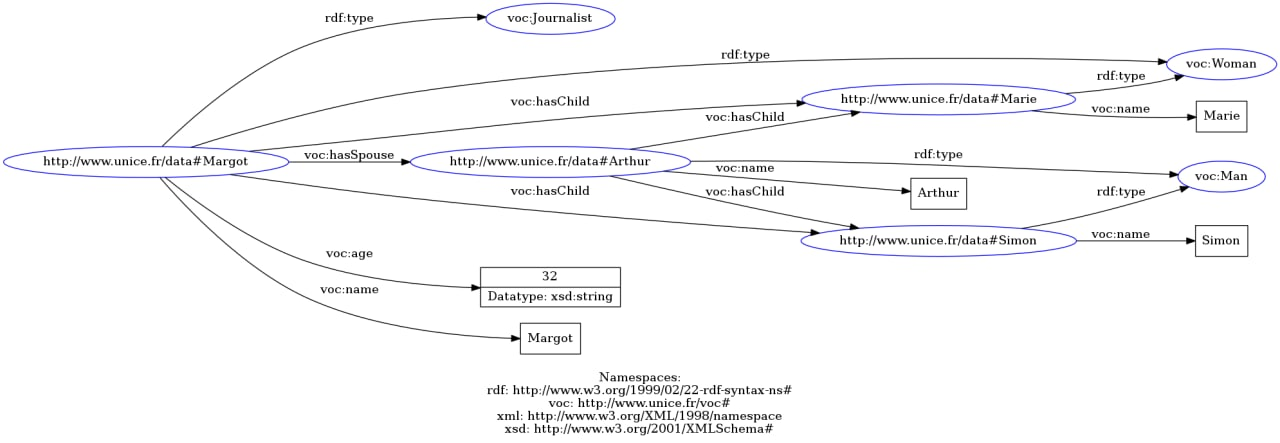 rdf:type
voc:Journalist
rdf:type
voc:Woman
rdf:type
voc:hasChild
http://www.unice.fr/data#Marie
voc:name
Marie
voc:hasChild
http://www.unice.fr/data#Margot
voc:hasSpouse
http://www.unice.fr/data#Arthur
rdf:type
voc:name
voc:Man
voc:hasChild
voc:hasChild
Arthur
rdf:type
http://www.unice.fr/data#Simon
voc:name
Simon
voc:age
32
Datatype: xsd:string
voc:name
Margot
Namespaces:
rdf: http://www.w3.org/1999/02/22-rdf-syntax-ns#
voc: http://www.unice.fr/voc#
xml: http://www.w3.org/XML/1998/namespace
xsd: http://www.w3.org/2001/XMLSchema#